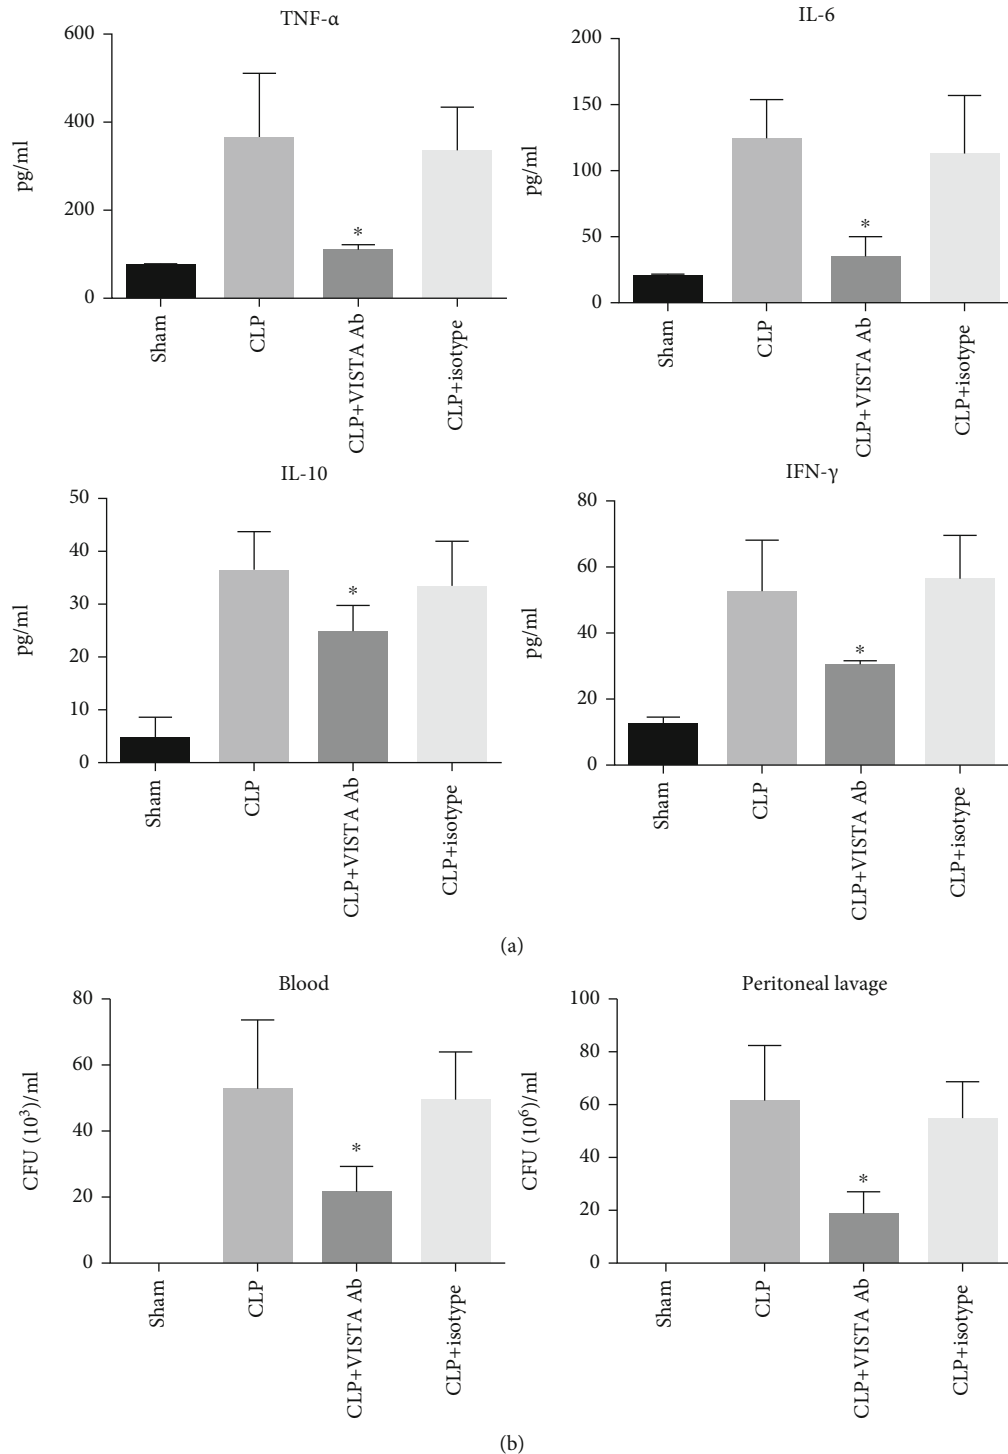 TNF-α
600
400
200
0
pg/ml
Sham
CLP
CLP+VISTA Ab
CLP+isotype
*
IL-6
200
150
100
50
0
pg/ml
Sham
CLP
CLP+VISTA Ab
CLP+isotype
*
IL-10
50
40
30
20
10
0
pg/ml
Sham
CLP
CLP+VISTA Ab
CLP+isotype
*
IFN-γ
80
60
40
20
0
pg/ml
Sham
CLP
CLP+VISTA Ab
CLP+isotype
*
(a)
Blood
80
60
40
20
0
CFU (10³)/ml
Sham
CLP
CLP+VISTA Ab
CLP+isotype
*
Peritoneal lavage
100
80
60
40
20
0
CFU (10⁶)/ml
Sham
CLP
CLP+VISTA Ab
CLP+isotype
*
(b)